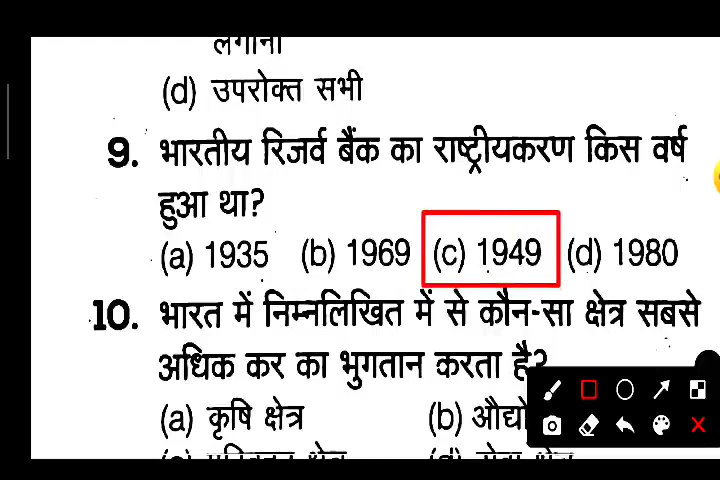 लगाना
(d) उपरोक्त सभी
9. भारतीय रिजर्व बैंक का राष्ट्रीयकरण किस वर्ष
हुआ था?
(a) 1935 (b) 1969 (c) 1949 (d) 1980
10. भारत में निम्नलिखित में से कौन-सा क्षेत्र सबसे
अधिक कर का भुगतान करता है?
(a) कृषि क्षेत्र (b)